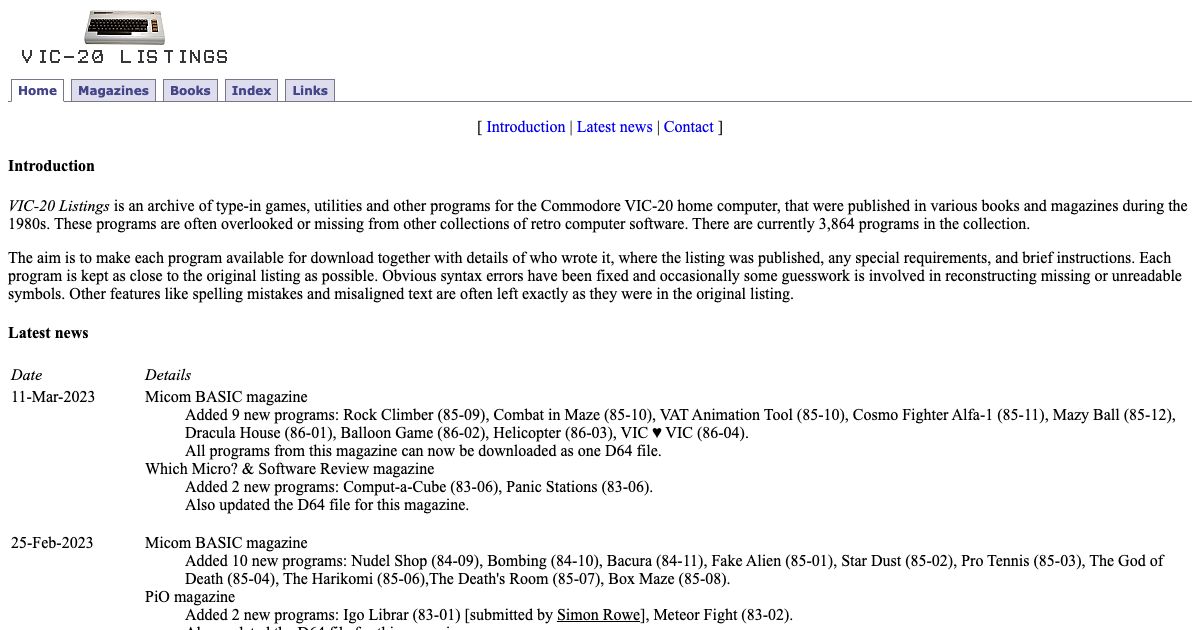 VIC-20 LISTINGS
Home Magazines Books Index Links
[ Introduction | Latest news | Contact ]
Introduction
VIC-20 Listings is an archive of type-in games, utilities and other programs for the Commodore VIC-20 home computer, that were published in various books and magazines during the
1980s. These programs are often overlooked or missing from other collections of retro computer software. There are currently 3,864 programs in the collection.
The aim is to make each program available for download together with details of who wrote it, where the listing was published, any special requirements, and brief instructions. Each
program is kept as close to the original listing as possible. Obvious syntax errors have been fixed and occasionally some guesswork is involved in reconstructing missing or unreadable
symbols. Other features like spelling mistakes and misaligned text are often left exactly as they were in the original listing.
Latest news
Date Details
11-Mar-2023 Micom BASIC magazine
Added 9 new programs: Rock Climber (85-09), Combat in Maze (85-10), VAT Animation Tool (85-10), Cosmo Fighter Alfa-1 (85-11), Mazy Ball (85-12),
Dracula House (86-01), Balloon Game (86-02), Helicopter (86-03), VIC ♥ VIC (86-04).
All programs from this magazine can now be downloaded as one D64 file.
Which Micro? & Software Review magazine
Added 2 new programs: Comput-a-Cube (83-06), Panic Stations (83-06).
Also updated the D64 file for this magazine.
25-Feb-2023 Micom BASIC magazine
Added 10 new programs: Nudel Shop (84-09), Bombing (84-10), Bacura (84-11), Fake Alien (85-01), Star Dust (85-02), Pro Tennis (85-03), The God of
Death (85-04), The Harikomi (85-06),The Death's Room (85-07), Box Maze (85-08).
PiO magazine
Added 2 new programs: Igo Librar (83-01) [submitted by Simon Rowe], Meteor Fight (83-02).